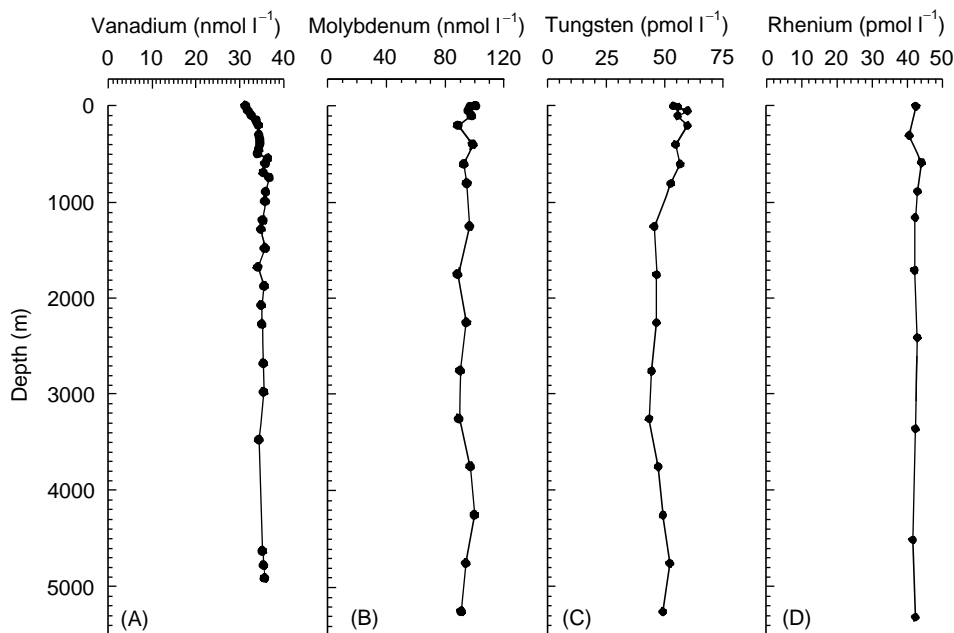 Vanadium (nmol l⁻¹) Molybdenum (nmol l⁻¹) Tungsten (pmol l⁻¹) Rhenium (pmol l⁻¹)
0 10 20 30 40 0 40 80 120 0 25 50 75 0 10 20 30 40 50
0
1000
2000
Depth (m)
3000
4000
5000
(A) (B) (C) (D)